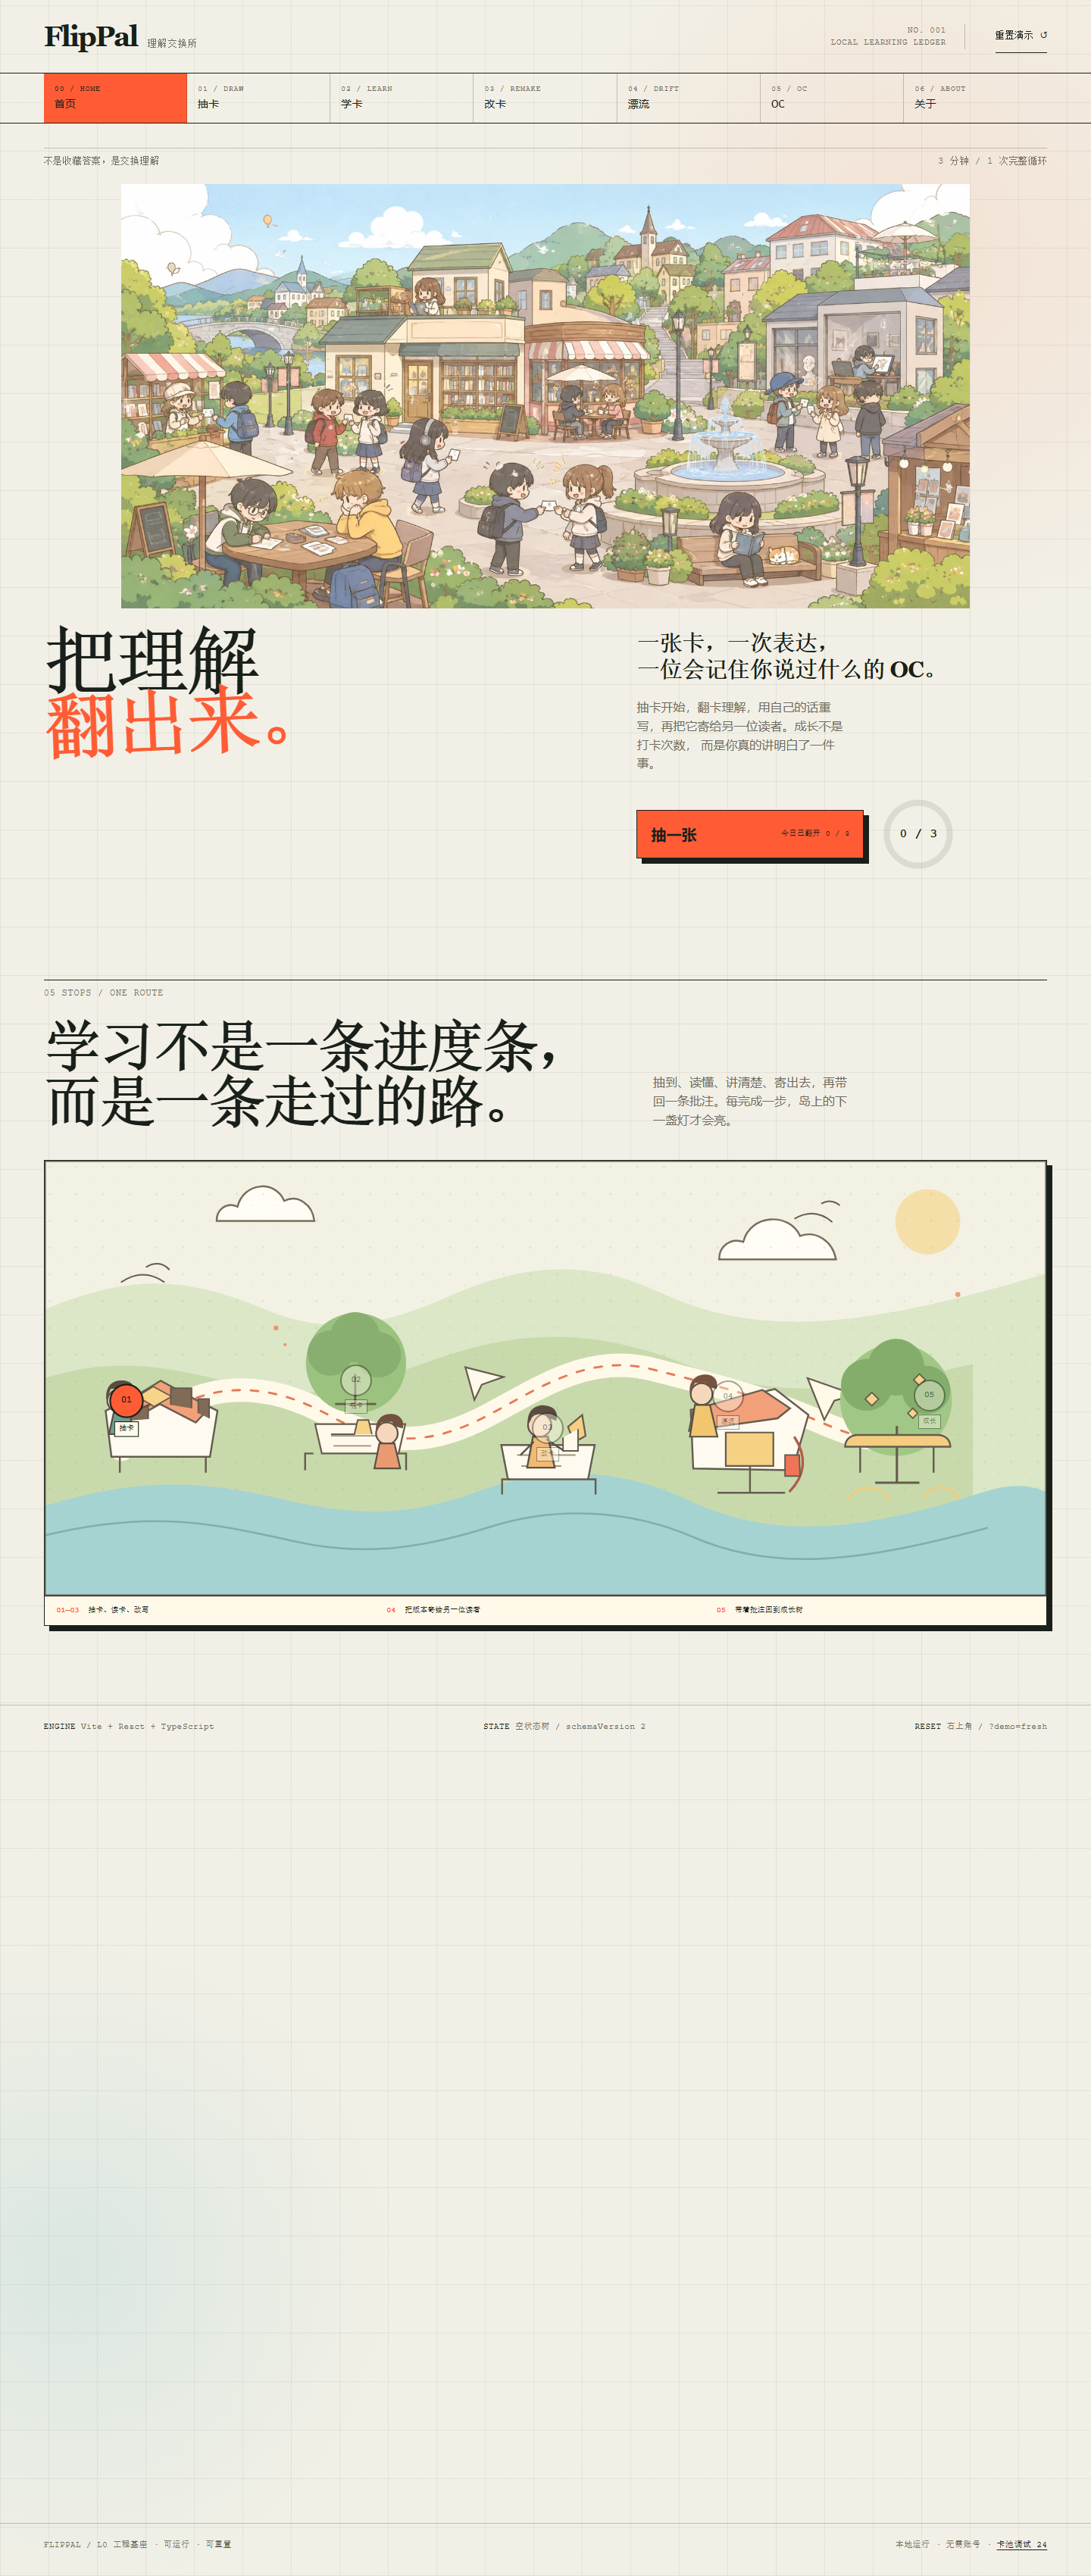 FlipPal 理解交换所
NO. 001
LOCAL LEARNING LEDGER
重置演示 ↺
00 / HOME
首页
01 / DRAW
抽卡
02 / LEARN
学卡
03 / REMAKE
改卡
04 / DRIFT
漂流
05 / OC
OC
06 / ABOUT
关于
不是收藏答案，是交换理解
3 分钟 / 1 次完整循环
把理解
翻出来。
一张卡，一次表达，
一位会记住你说过什么的 OC。
抽卡开始，翻卡理解，用自己的话重
写，再把它寄给另一位读者。成长不是
打卡次数， 而是你真的讲明白了一件
事。
抽一张
今日已翻开 0 / 3
0 / 3
05 STOPS / ONE ROUTE
学习不是一条进度条，
而是一条走过的路。
抽到、读懂、讲清楚、寄出去，再带
回一条批注。每完成一步，岛上的下
一盏灯才会亮。
01
抽卡
02
03
04
漂流
05
成长
01—03 抽卡、读卡、改写
04 把版本寄给另一位读者
05 带着批注回到成长树
ENGINE Vite + React + TypeScript
STATE 空状态树 / schemaVersion 2
RESET 右上角 / ?demo=fresh
FLIPPAL / L0 工程基座 · 可运行 · 可重置
本地运行 · 无需账号 · 卡池调试 24